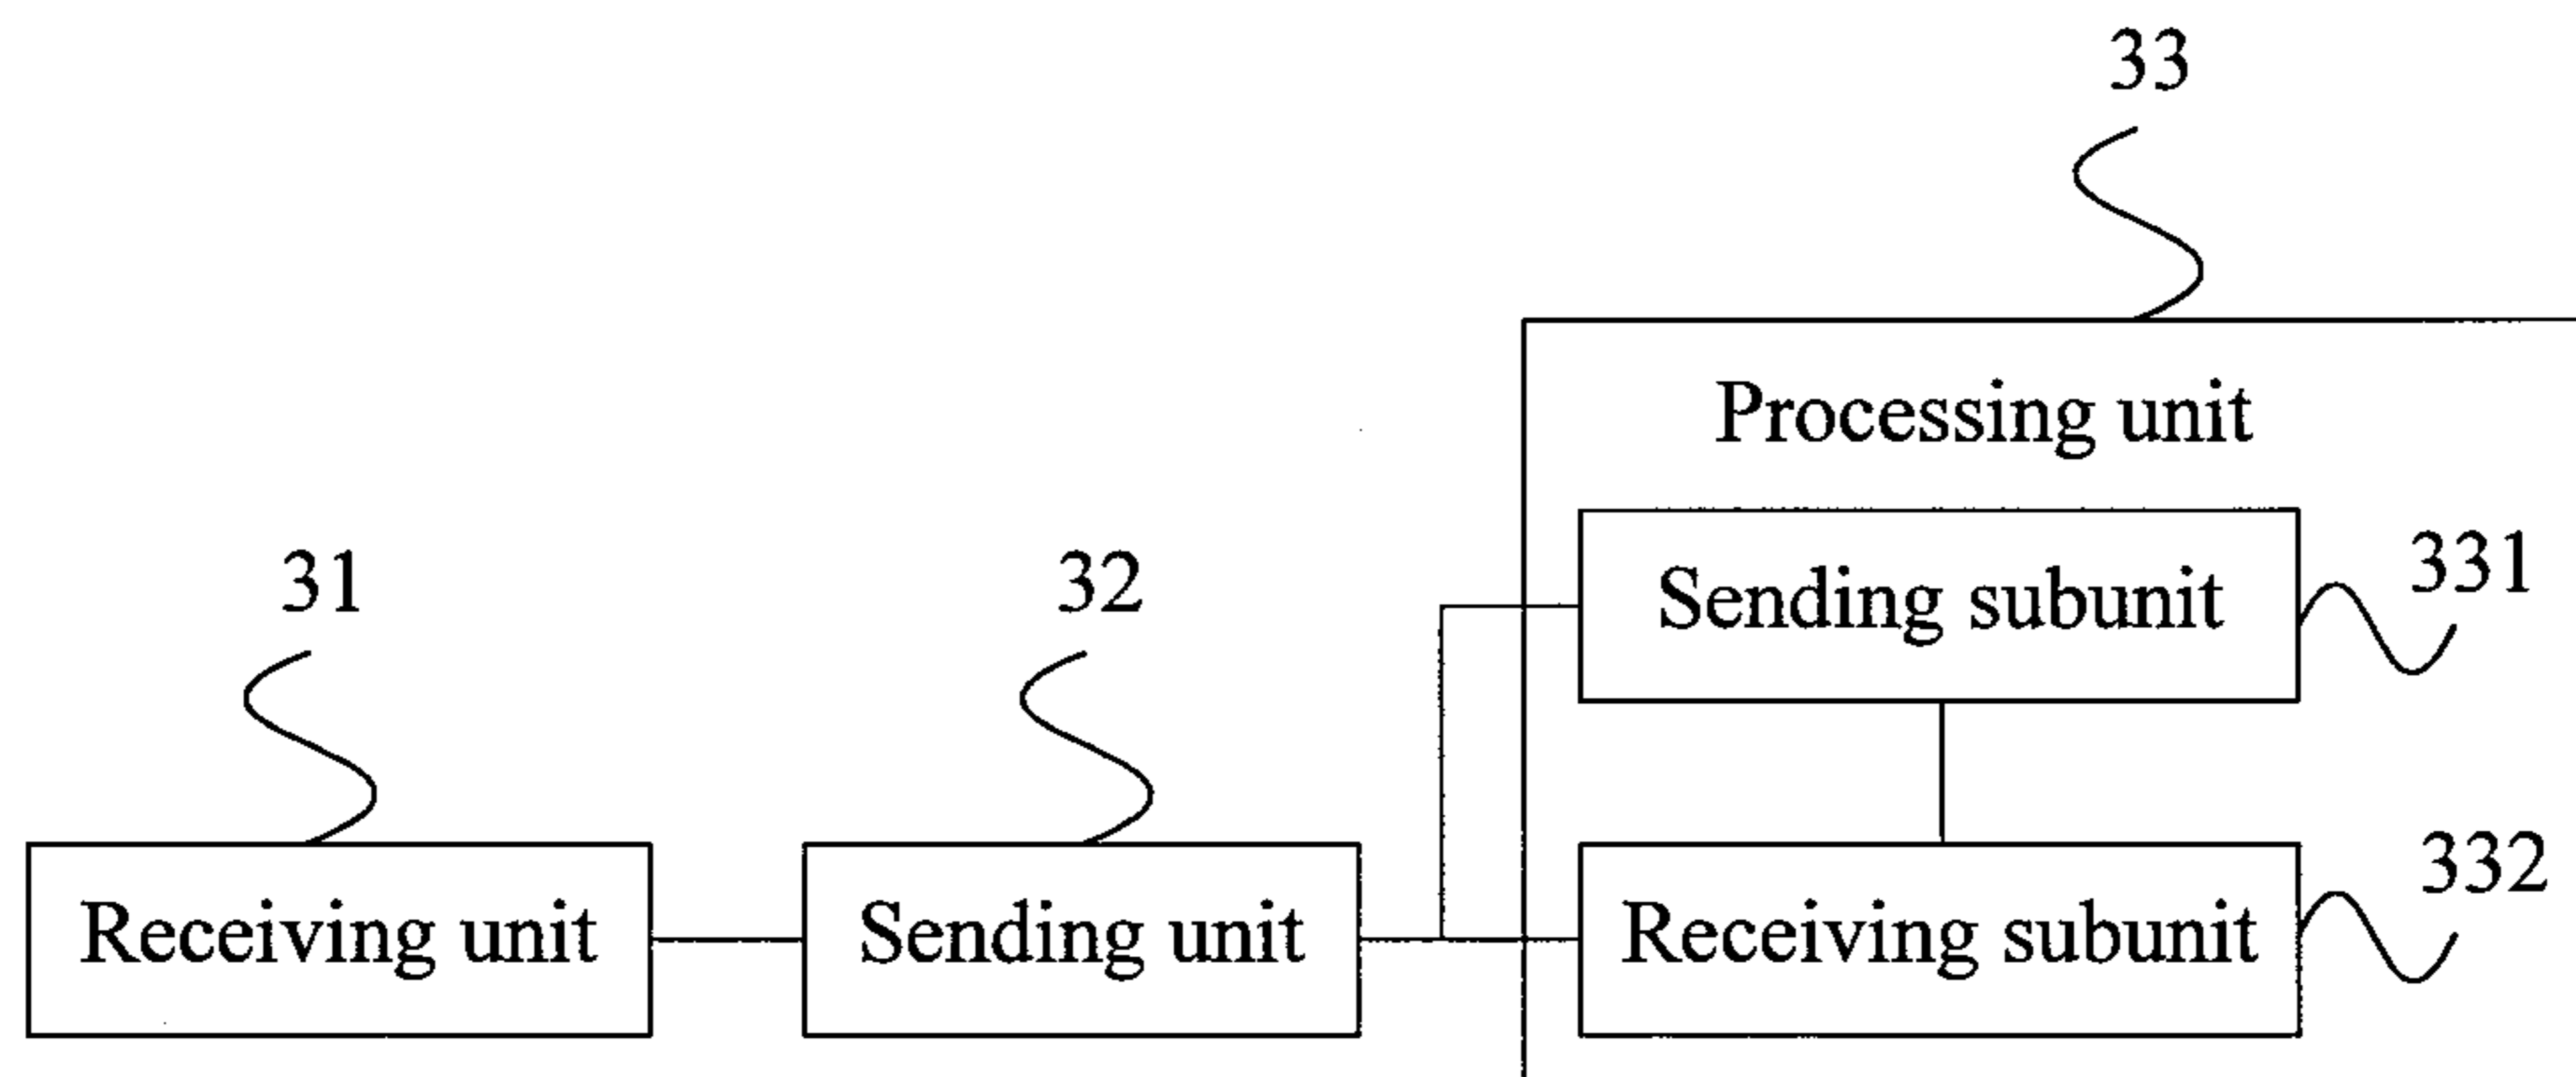 33
Processing unit
31
32
Sending subunit
331
Receiving unit
Sending unit
Receiving subunit
332